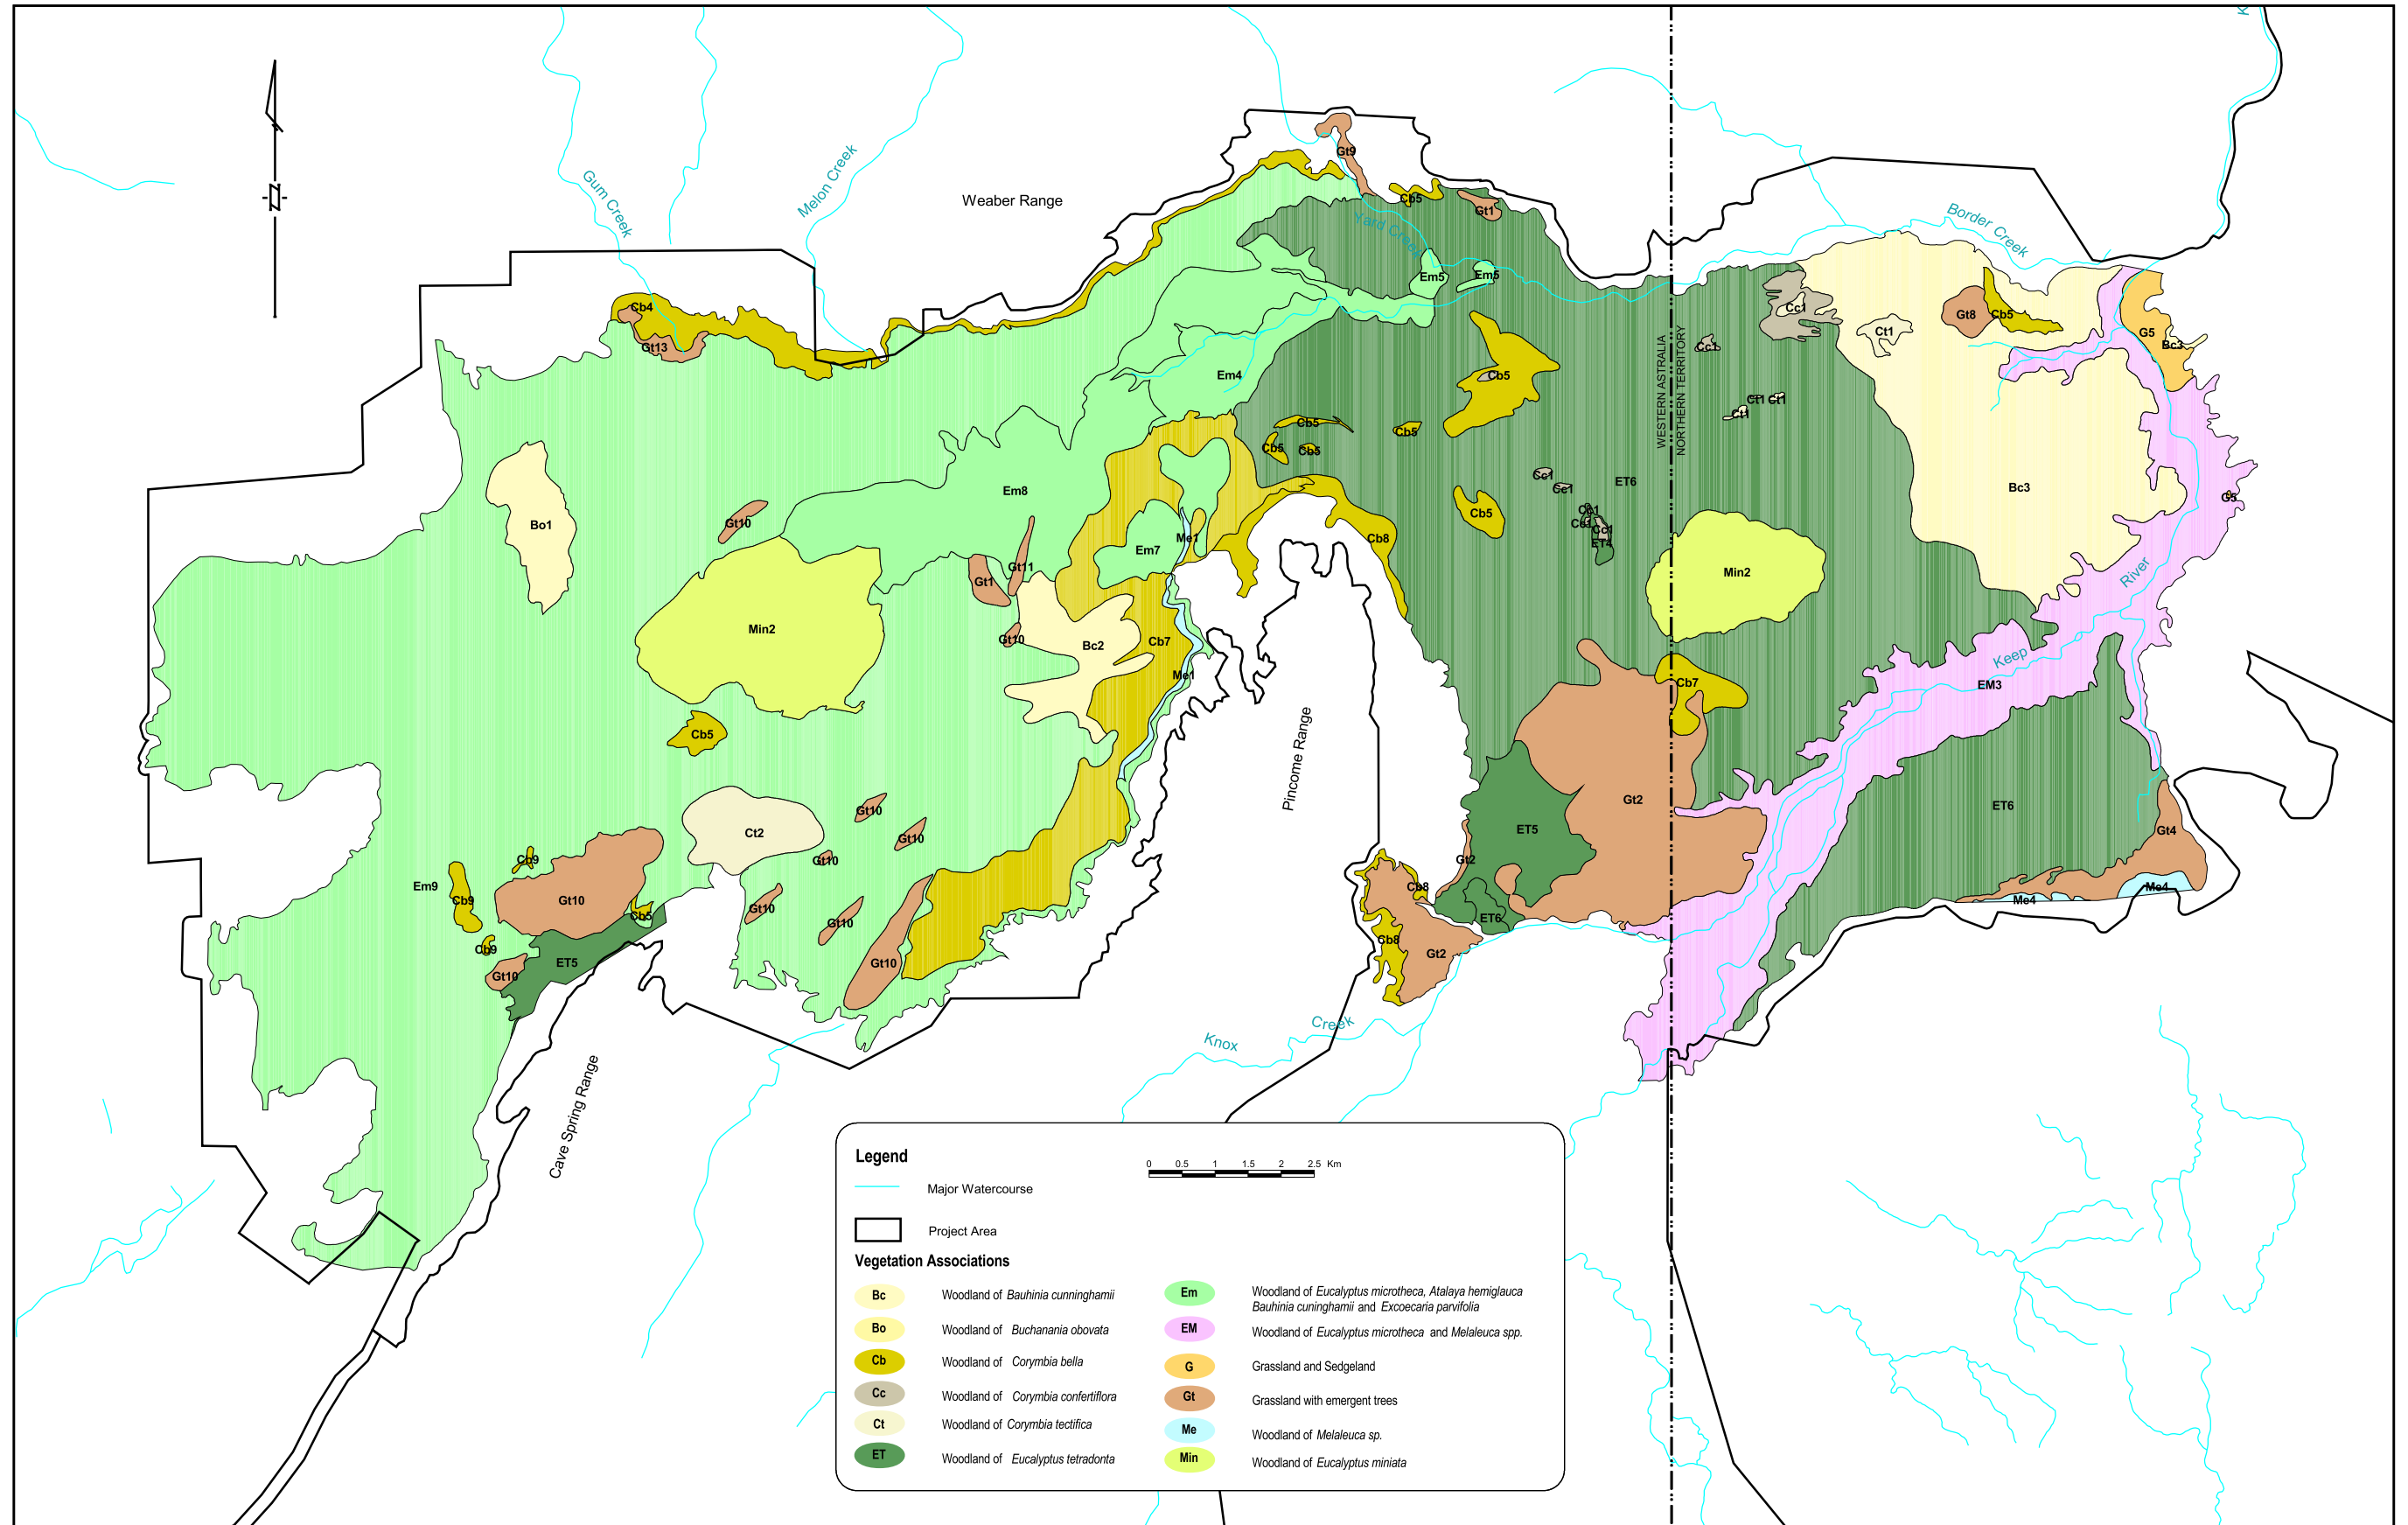 K
Gt9
Weaber Range
Gum Creek
Melon Creek
Cb5
Gt1
Yard Creek
Border Creek
Em5
Em5
Cb4
Gt13
Cc1
Ct1
Gt8
Cb5
G5
Bc3
Cc1
Em4
Cb5
WESTERN ASTRALIA
NORTHERN TERRITORY
Ct1
Ct1
Ct1
Cb5
Cb5
Cb5
Cb5
Cc1
Cc1
ET6
Em8
Bc3
G5
Bo1
Gt10
Cb5
Cc1
Cc1
Cc1
ET4
Me1
Cb8
Em7
Gt11
Gt1
Min2
River
Min2
Gt10
Bc2
Cb7
Me1
Keep
EM3
Cb7
Cb5
Pincome Range
Gt2
ET6
Gt10
Ct2
Gt10
Gt10
ET5
Gt4
Gt2
Cb9
Em9
Cb9
Gt10
Cb5
Cb8
Me4
Me4
Gt10
Gt10
ET6
Cb9
Cb8
Gt2
ET5
Gt10
Gt10
Knox Creek
Cave Spring Range
Legend
0 0.5 1 1.5 2 2.5 Km
Major Watercourse
Project Area
Vegetation Associations
Bc Woodland of Bauhinia cunninghamii
Bo Woodland of Buchanania obovata
Cb Woodland of Corymbia bella
Cc Woodland of Corymbia confertiflora
Ct Woodland of Corymbia tectifica
ET Woodland of Eucalyptus tetradonta
Em Woodland of Eucalyptus microtheca, Atalaya hemiglauca
Bauhinia cuninghamii and Excoecaria parvifolia
EM Woodland of Eucalyptus microtheca and Melaleuca spp.
G Grassland and Sedgeland
Gt Grassland with emergent trees
Me Woodland of Melaleuca sp.
Min Woodland of Eucalyptus miniata